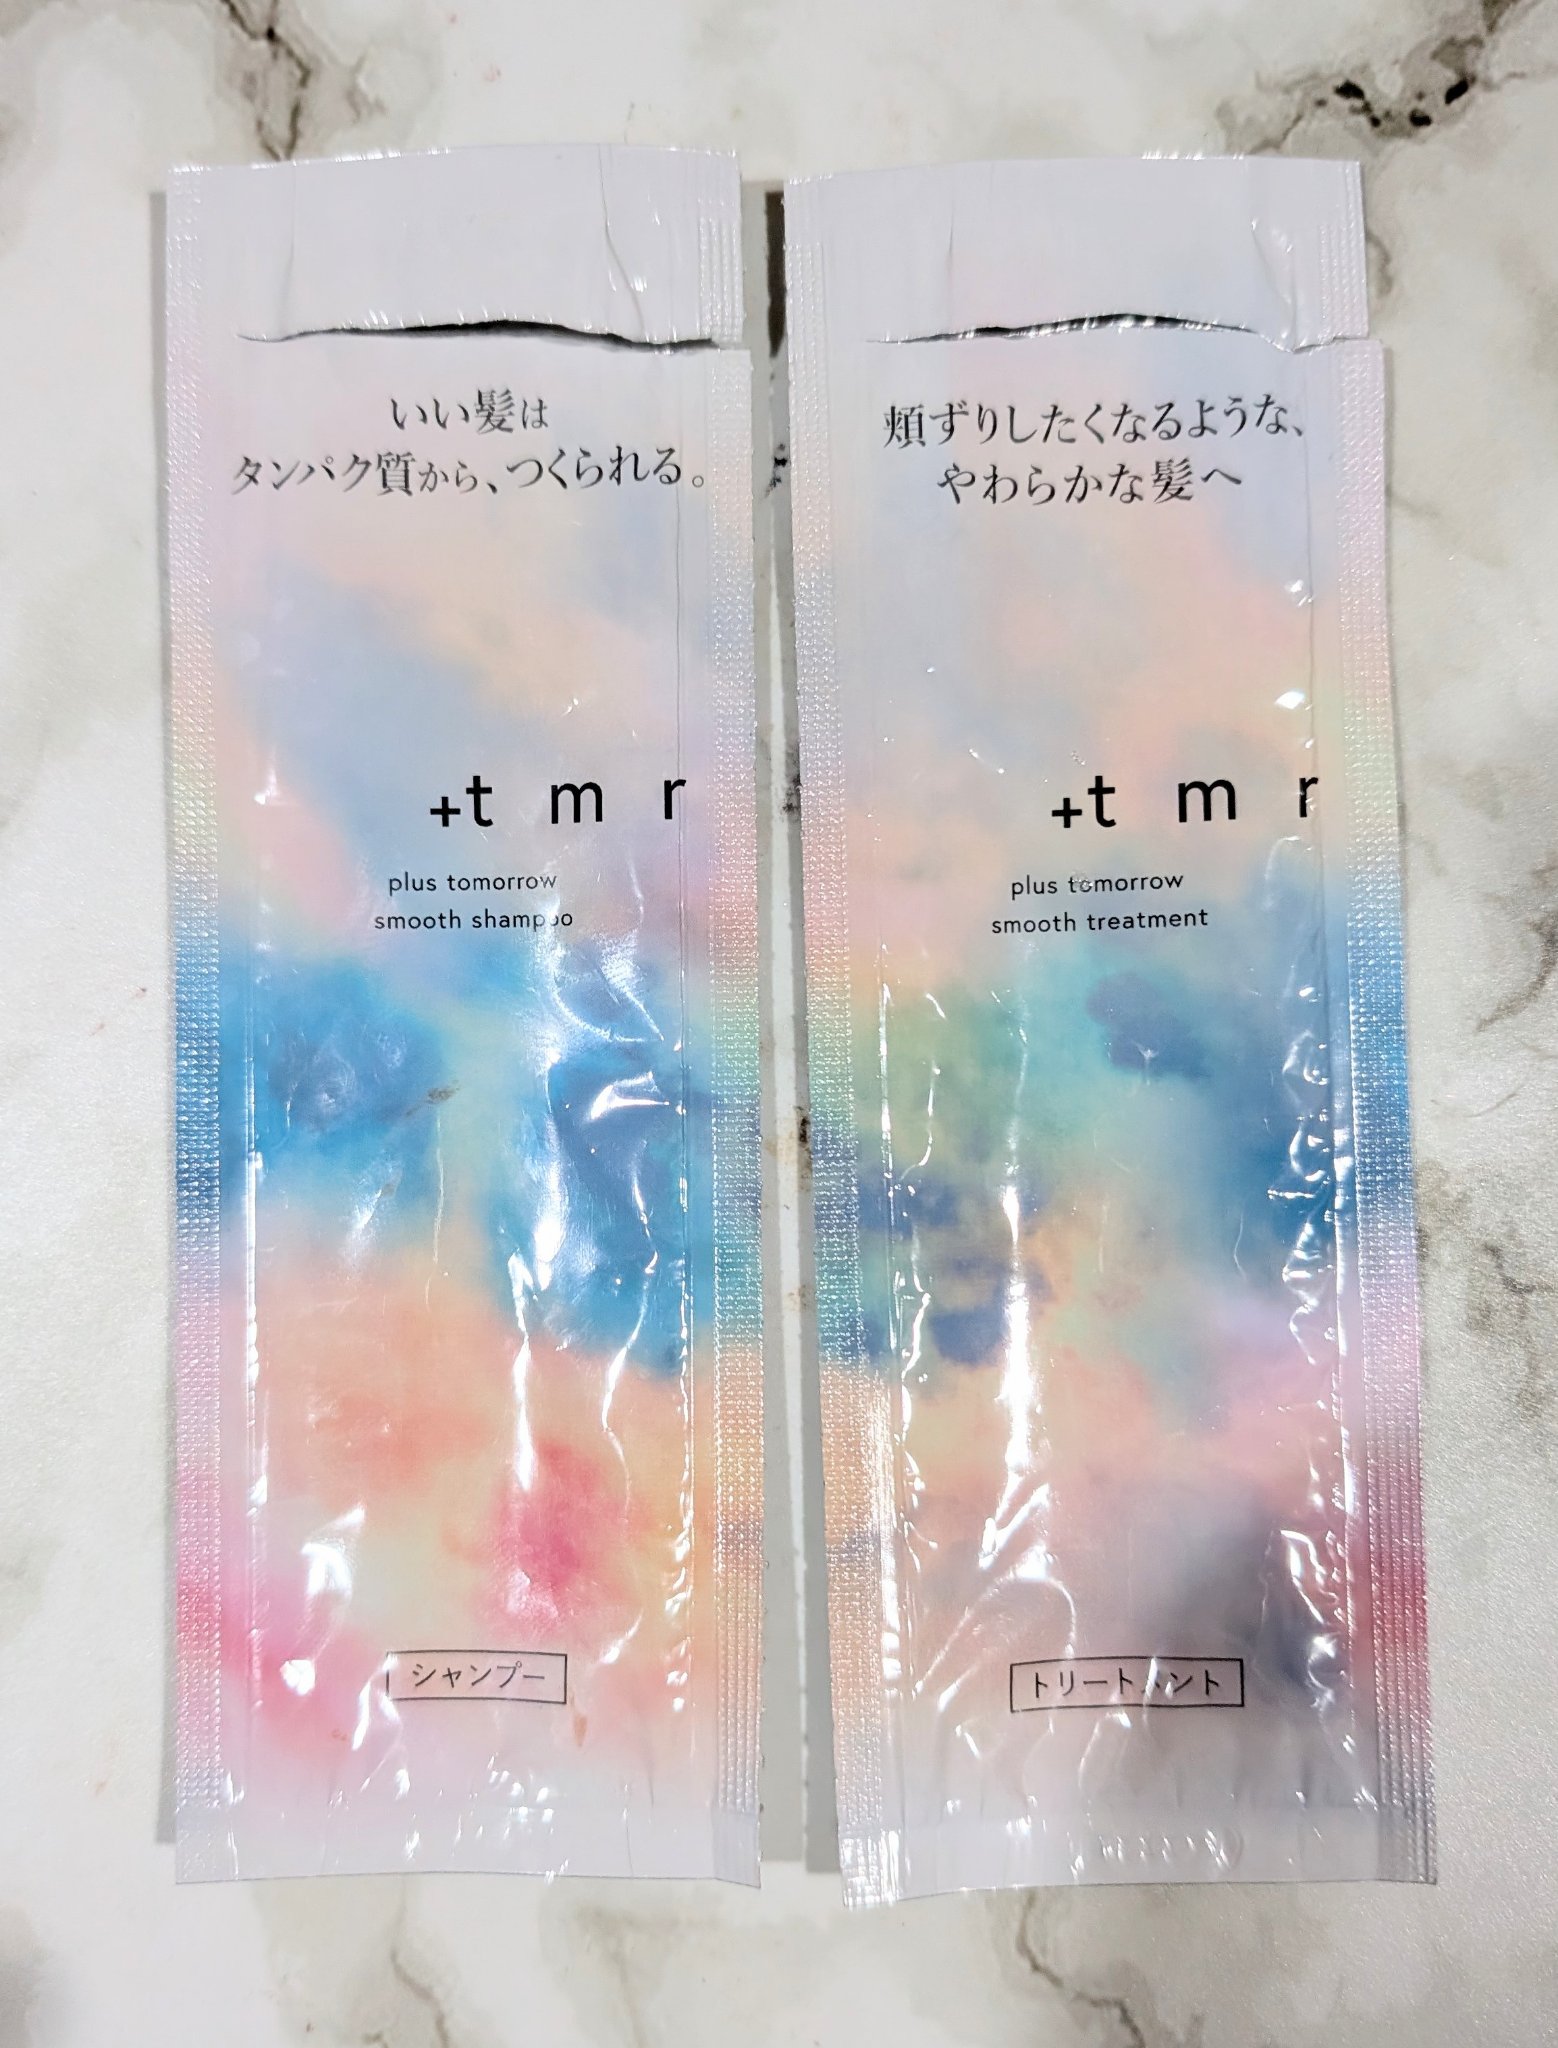 いい髪は
タンパク質から、つくられる。
+t m r
plus tomorrow
smooth shampoo
シャンプー
頬ずりしたくなるような、
やわらかな髪へ
+t m r
plus tomorrow
smooth treatment
トリートメント